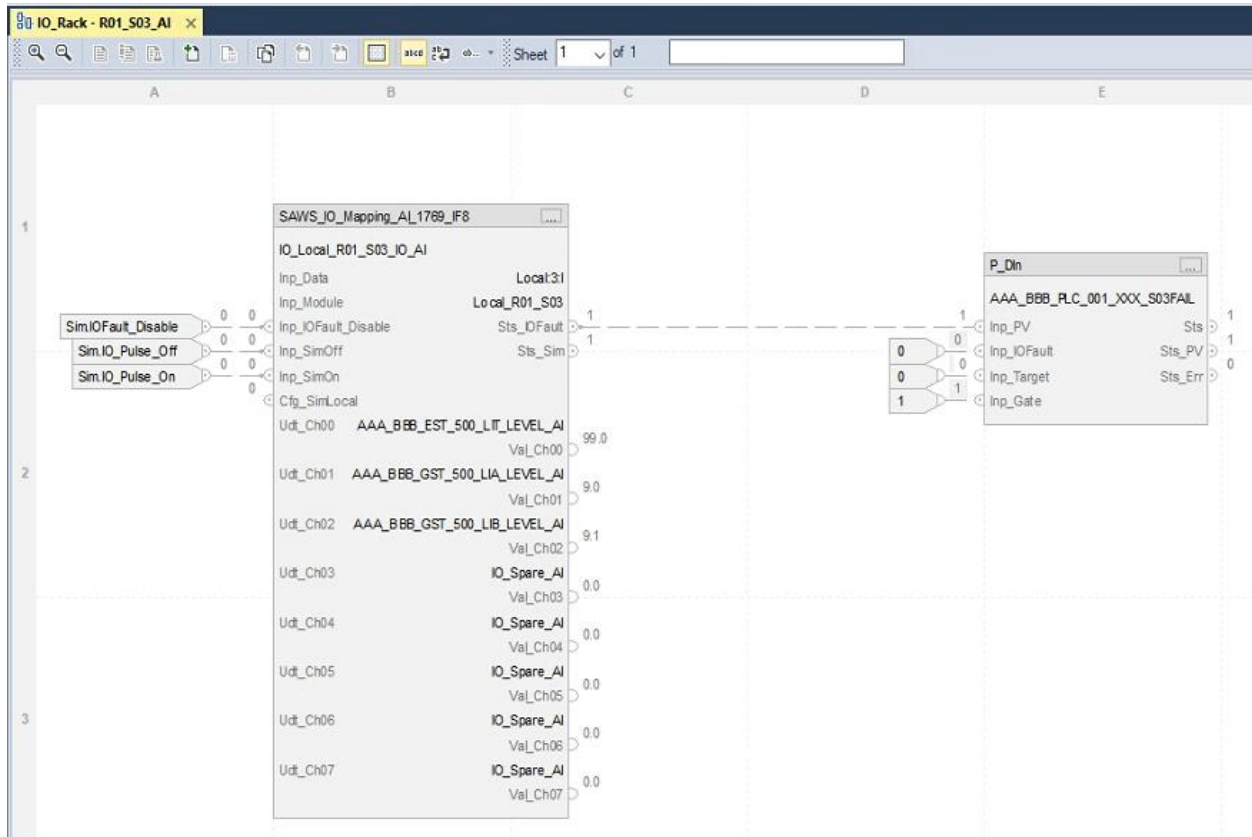 IO_Rack - R01_S03_AI
Sheet 1 of 1
A B C D E
1
SAWS_IO_Mapping_AI_1769_IF8 ...
IO_Local_R01_S03_IO_AI
Inp_Data Local:3:I
Inp_Module Local_R01_S03
Sim.IOFault_Disable 0 0 Inp_IOFault_Disable Sts_IOFault 1
Sim.IO_Pulse_Off 0 0 Inp_SimOff Sts_Sim 1
Sim.IO_Pulse_On 0 0 Inp_SimOn
0 Cfg_SimLocal
P_DIn ...
AAA_BBB_PLC_001_XXX_S03FAIL
1 Inp_PV Sts 1
0 0 Inp_IOFault Sts_PV 1
0 0 Inp_Target Sts_Err 0
1 1 Inp_Gate
2
Udt_Ch00 AAA_BBB_EST_500_LIT_LEVEL_AI
Val_Ch00 99.0
Udt_Ch01 AAA_BBB_GST_500_LIA_LEVEL_AI
Val_Ch01 9.0
Udt_Ch02 AAA_BBB_GST_500_LIB_LEVEL_AI
Val_Ch02 9.1
Udt_Ch03 IO_Spare_AI
Val_Ch03 0.0
Udt_Ch04 IO_Spare_AI
Val_Ch04 0.0
Udt_Ch05 IO_Spare_AI
Val_Ch05 0.0
3
Udt_Ch06 IO_Spare_AI
Val_Ch06 0.0
Udt_Ch07 IO_Spare_AI
Val_Ch07 0.0